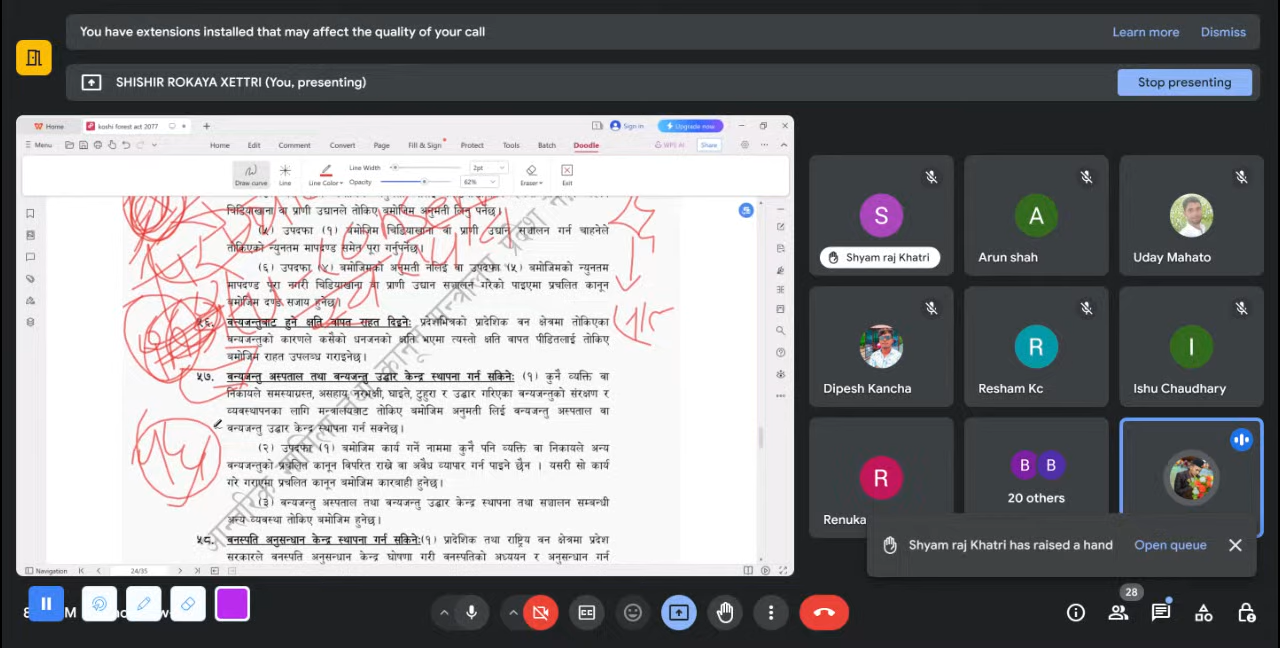 You have extensions installed that may affect the quality of your call
Learn more
Dismiss
SHISHIR ROKAYA XETTRI (You, presenting)
Stop presenting
Home
koshi forest act 2077
Sign in
Upgrade now
Menu
Home Edit Comment Convert Page Fill & Sign Protect Tools Batch Doodle
WPS AI
Share
Draw curve
Line
Line Color
Line Width
2pt
Opacity
62%
Eraser
Exit
चिडियाखाना वा प्राणी उद्यानले तोकिए बमोजिम अनुमती लिनु पर्नेछ।
(५) उपदफा (१) बमोजिम चिडियाखाना वा प्राणी उद्यान सञ्चालन गर्न चाहनेले
तोकिएको न्युनतम मापदण्ड समेत पूरा गर्नुपर्नेछ।
(६) उपदफा (४) बमोजिमको अनुमती नलिई वा उपदफा (५) बमोजिमको न्युनतम
मापदण्ड पूरा नगरी चिडियाखाना वा प्राणी उद्यान सञ्चालन गरेको पाइएमा प्रचलित कानून
बमोजिम दण्ड सजाय हुनेछ।
५६. वन्यजन्तुबाट हुने क्षति वापत राहत दिइने: प्रदेशभित्रको प्रादेशिक वन क्षेत्रमा तोकिएका
वन्यजन्तुको कारणले कसैको धनजनको क्षति भएमा त्यस्तो क्षति वापत पीडितलाई तोकिए
बमोजिम राहत उपलब्ध गराइनेछ।
५७. वन्यजन्तु अस्पताल तथा वन्यजन्तु उद्धार केन्द्र स्थापना गर्न सकिने: (१) कुनै व्यक्ति वा
निकायले समस्याग्रस्त, असहाय, नरभक्षी, घाइते, टुहुरा र उद्धार गरिएका वन्यजन्तुको संरक्षण र
व्यवस्थापनका लागि मन्त्रालयबाट तोकिए बमोजिम अनुमती लिई वन्यजन्तु अस्पताल वा
वन्यजन्तु उद्धार केन्द्र स्थापना गर्न सक्नेछ।
(२) उपदफा (१) बमोजिम कार्य गर्ने नाममा कुनै पनि व्यक्ति वा निकायले अन्य
वन्यजन्तुको प्रचलित कानून विपरित राख्ने वा अवैध व्यापार गर्न पाइने छैन । यसरी सो कार्य
गरे गराएमा प्रचलित कानून बमोजिम कारबाही हुनेछ।
(३) वन्यजन्तु अस्पताल तथा वन्यजन्तु उद्धार केन्द्र स्थापना तथा सञ्चालन सम्बन्धी
अन्य व्यवस्था तोकिए बमोजिम हुनेछ।
५८. वनस्पति अनुसन्धान केन्द्र स्थापना गर्न सकिने:(१) प्रादेशिक तथा राष्ट्रिय वन क्षेत्रमा प्रदेश
सरकारले वनस्पति अनुसन्धान केन्द्र घोषणा गरी वनस्पतिको अध्ययन र अनुसन्धान गर्न
Navigation
24/35
S
Shyam raj Khatri
A
Arun shah
Uday Mahato
Dipesh Kancha
R
Resham Kc
I
Ishu Chaudhary
R
Renuka
B B
20 others
Shyam raj Khatri has raised a hand
Open queue
28